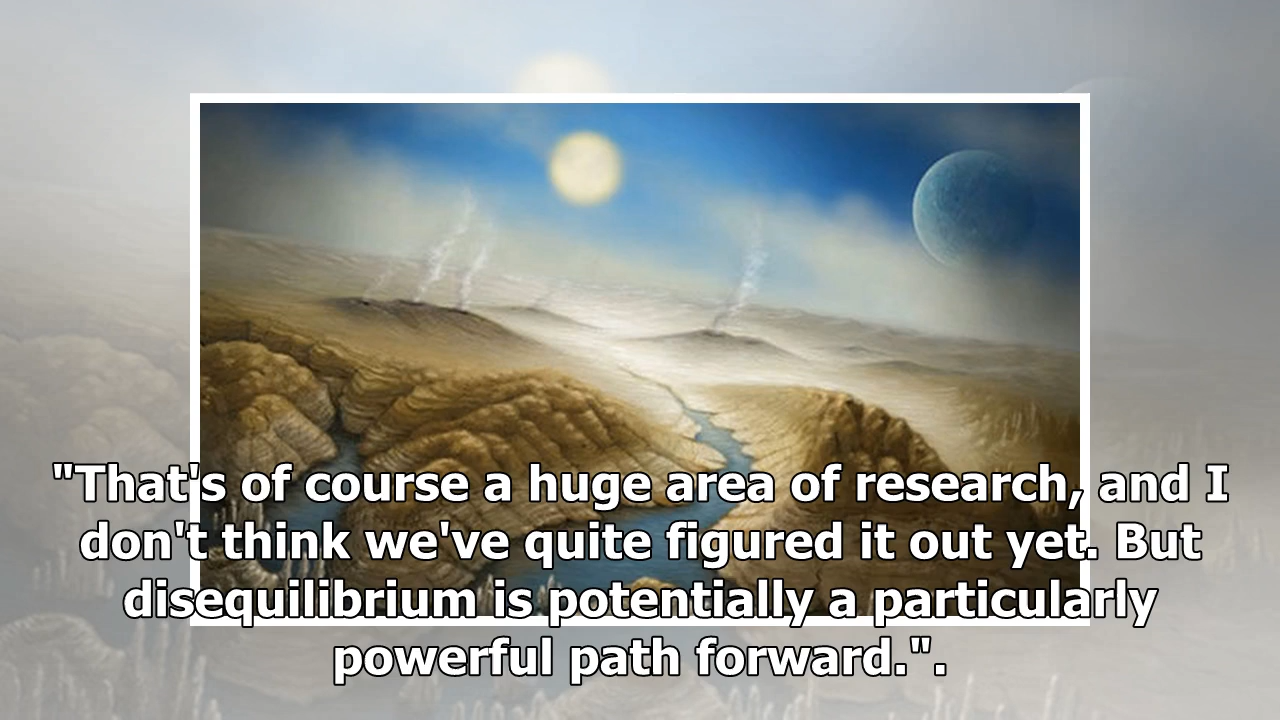 "That's of course a huge area of research, and I
don't think we've quite figured it out yet. But
disequilibrium is potentially a particularly
powerful path forward.".